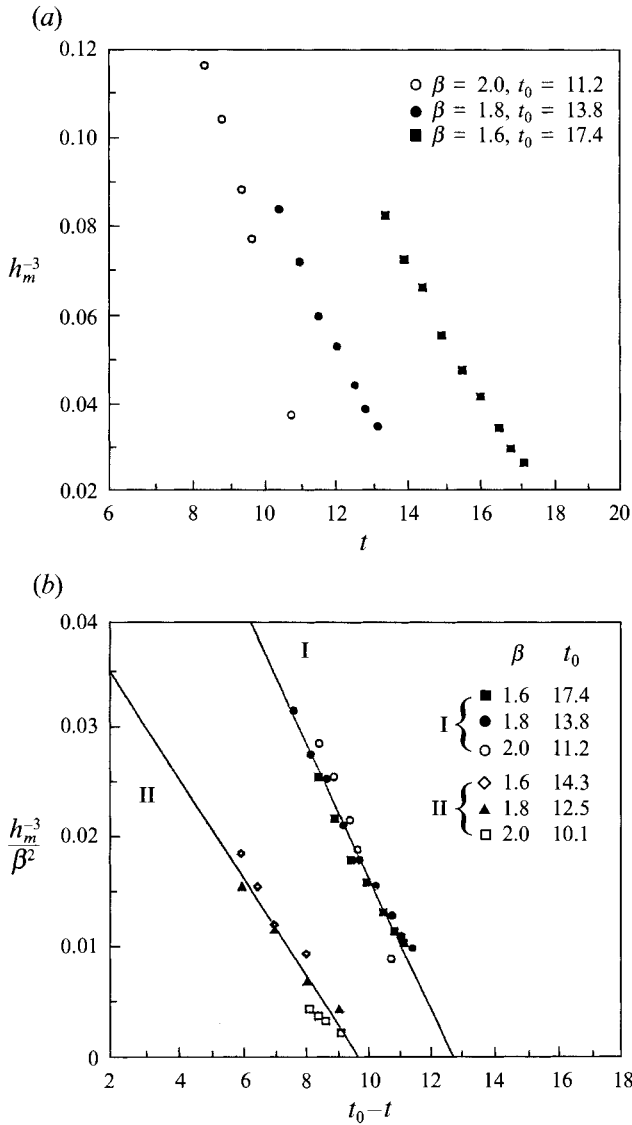 (a)
0.12
0.10
0.08
h_m^{-3}
0.06
0.04
0.02
β = 2.0, t_0 = 11.2
β = 1.8, t_0 = 13.8
β = 1.6, t_0 = 17.4
6 8 10 12 14 16 18 20
t
(b)
0.04
0.03
h_m^{-3}
0.02
β^2
0.01
0
I
II
β t_0
1.6 17.4
I { 1.8 13.8
2.0 11.2
1.6 14.3
II { 1.8 12.5
2.0 10.1
2 4 6 8 10 12 14 16 18
t_0−t